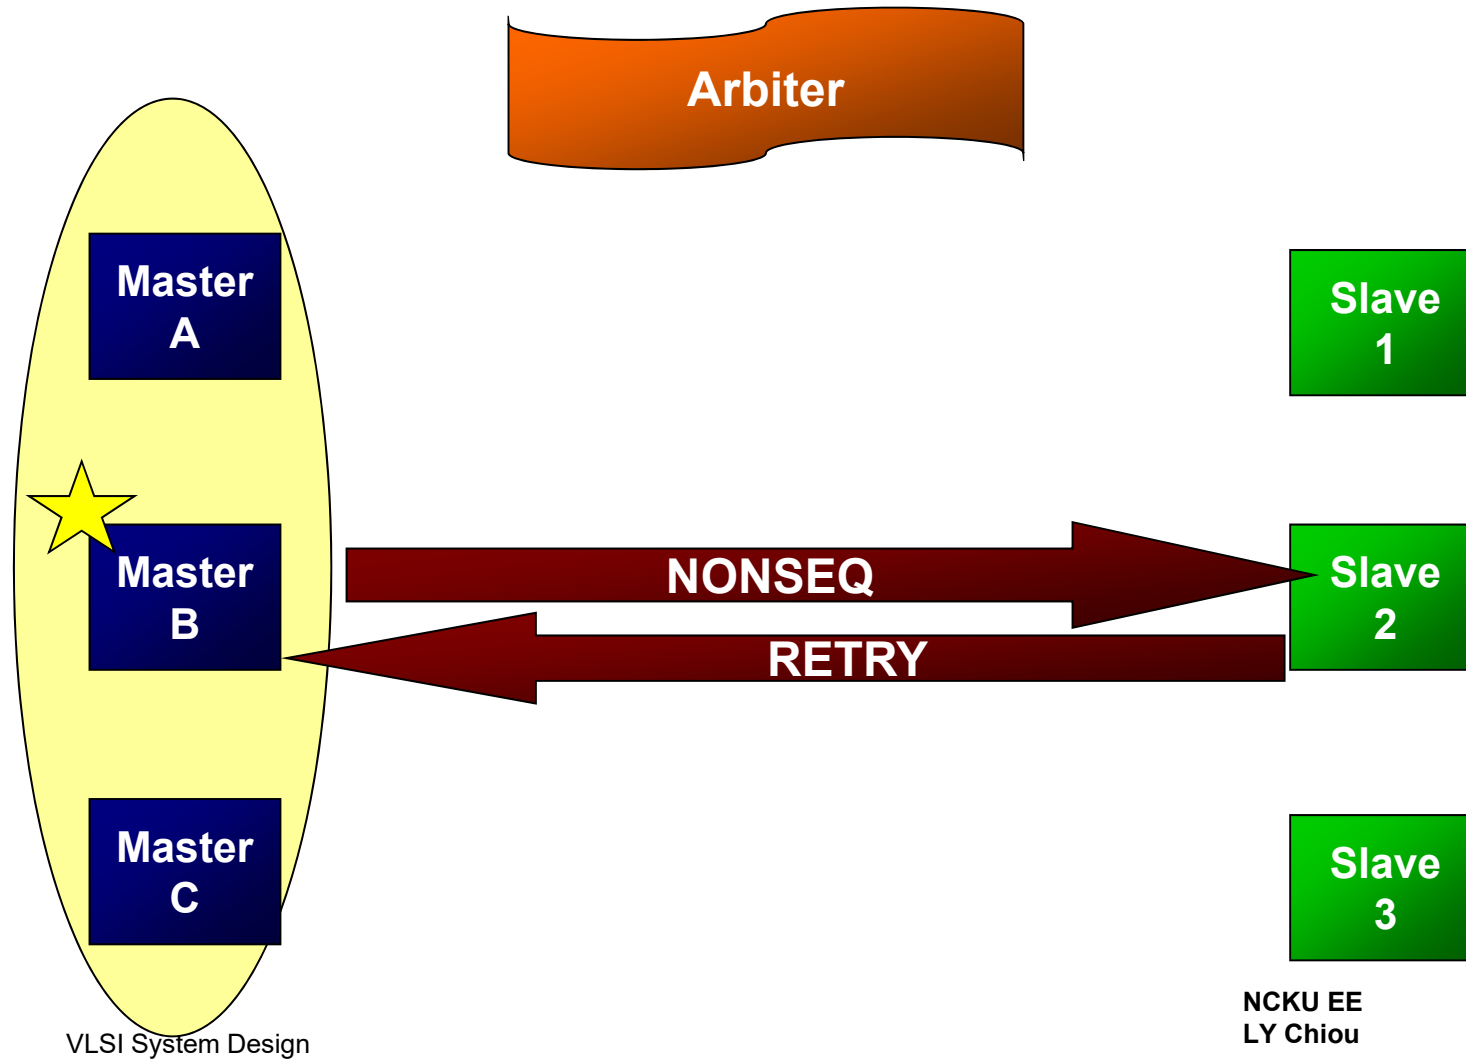 Arbiter
Master
A
Slave
1
Master
B
NONSEQ
RETRY
Slave
2
Master
C
Slave
3
VLSI System Design
NCKU EE
LY Chiou